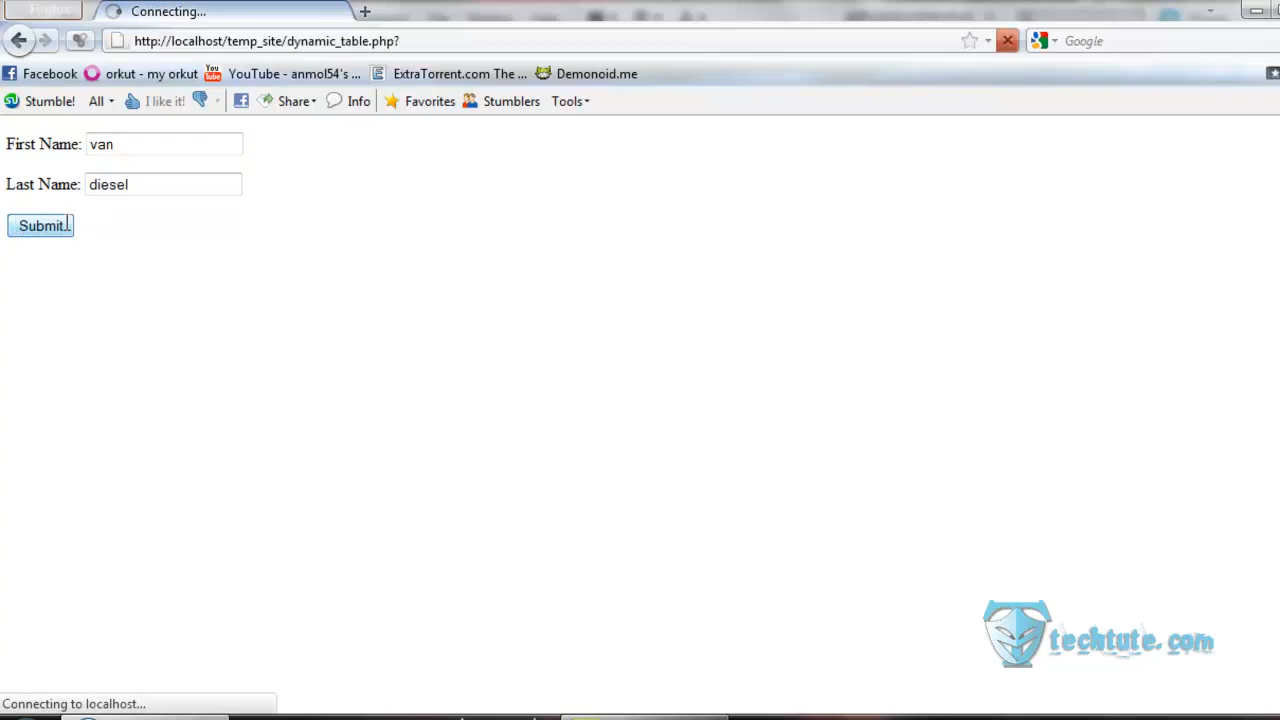 Connecting...
http://localhost/temp_site/dynamic_table.php?
Google
Facebook orkut - my orkut YouTube - anmol54's ... ExtraTorrent.com The ... Demonoid.me
Stumble! All I like it! Share Info Favorites Stumblers Tools
First Name: van
Last Name: diesel
Submit
techtute.com
Connecting to localhost...